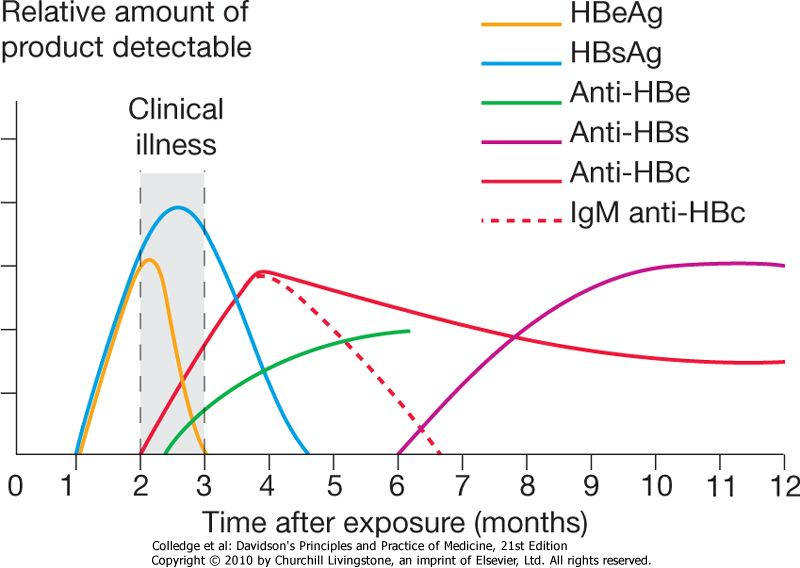 Relative amount of
product detectable
HBeAg
HBsAg
Anti-HBe
Anti-HBs
Anti-HBc
IgM anti-HBc
Clinical
illness
0 1 2 3 4 5 6 7 8 9 10 11 12
Time after exposure (months)
Colledge et al: Davidson's Principles and Practice of Medicine, 21st Edition
Copyright © 2010 by Churchill Livingstone, an imprint of Elsevier, Ltd. All rights reserved.